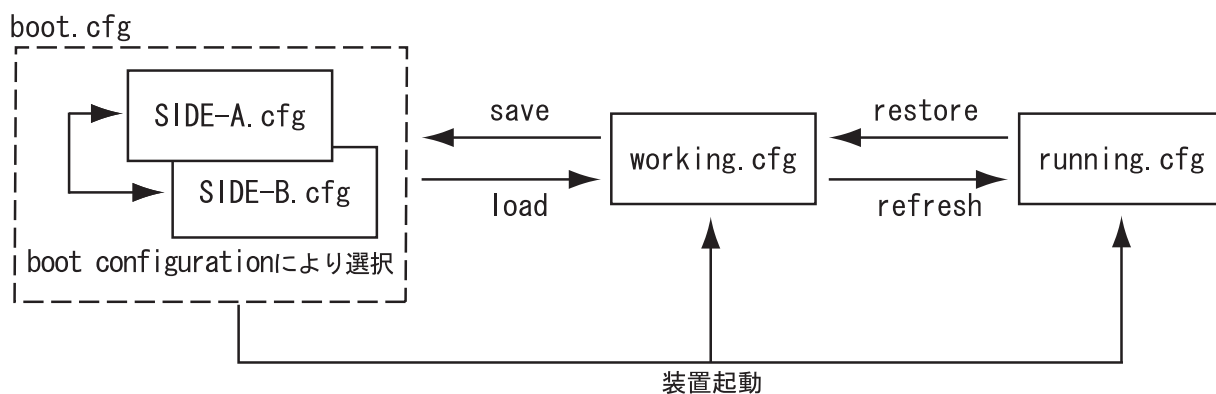 boot.cfg
SIDE-A.cfg
SIDE-B.cfg
boot configurationにより選択
save
load
working.cfg
restore
refresh
running.cfg
装置起動